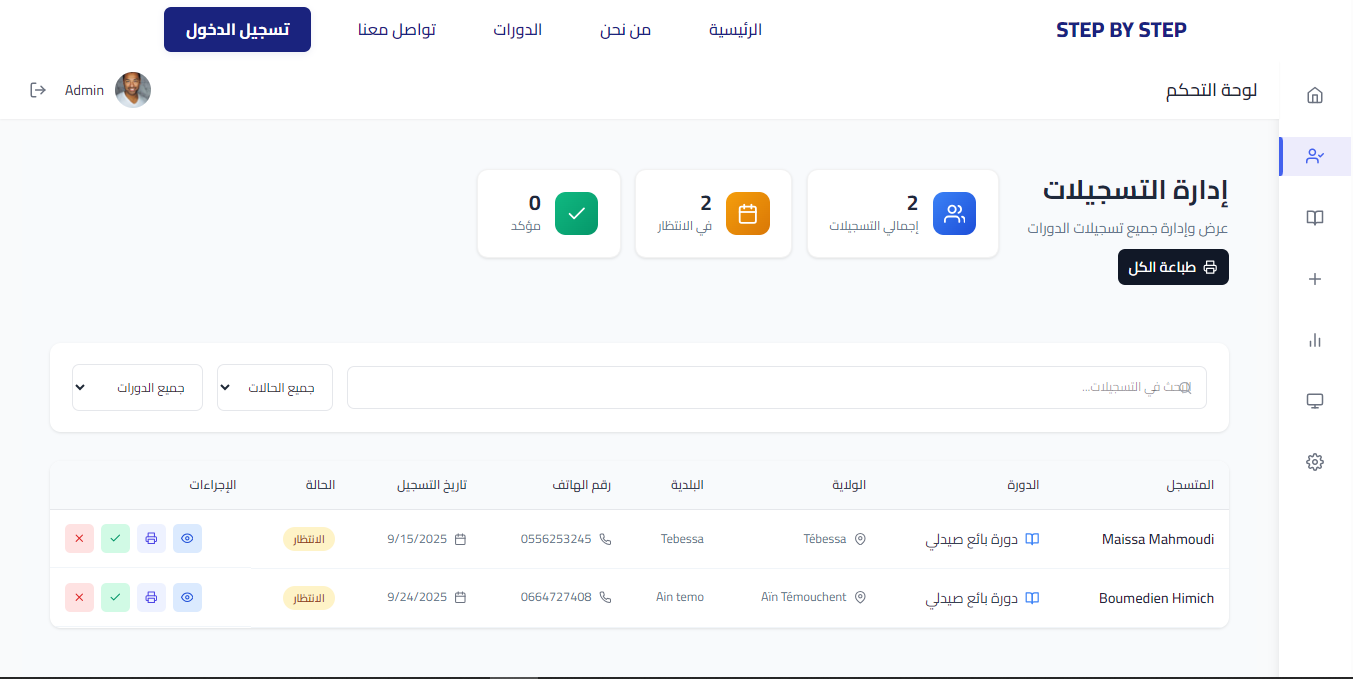 STEP BY STEP
الرئيسية
من نحن
الدورات
تواصل معنا
تسجيل الدخول
لوحة التحكم
Admin
إدارة التسجيلات
عرض وإدارة جميع تسجيلات الدورات
طباعة الكل
2
إجمالي التسجيلات
2
في الانتظار
0
مؤكد
البحث في التسجيلات...
جميع الحالات
جميع الدورات
المتسجل الدورة الولاية البلدية رقم الهاتف تاريخ التسجيل الحالة الإجراءات
Maissa Mahmoudi دورة بائع صيدلي Tébessa Tebessa 0556253245 9/15/2025 الانتظار
Boumedien Himich دورة بائع صيدلي Aïn Témouchent Ain temo 0664727408 9/24/2025 الانتظار